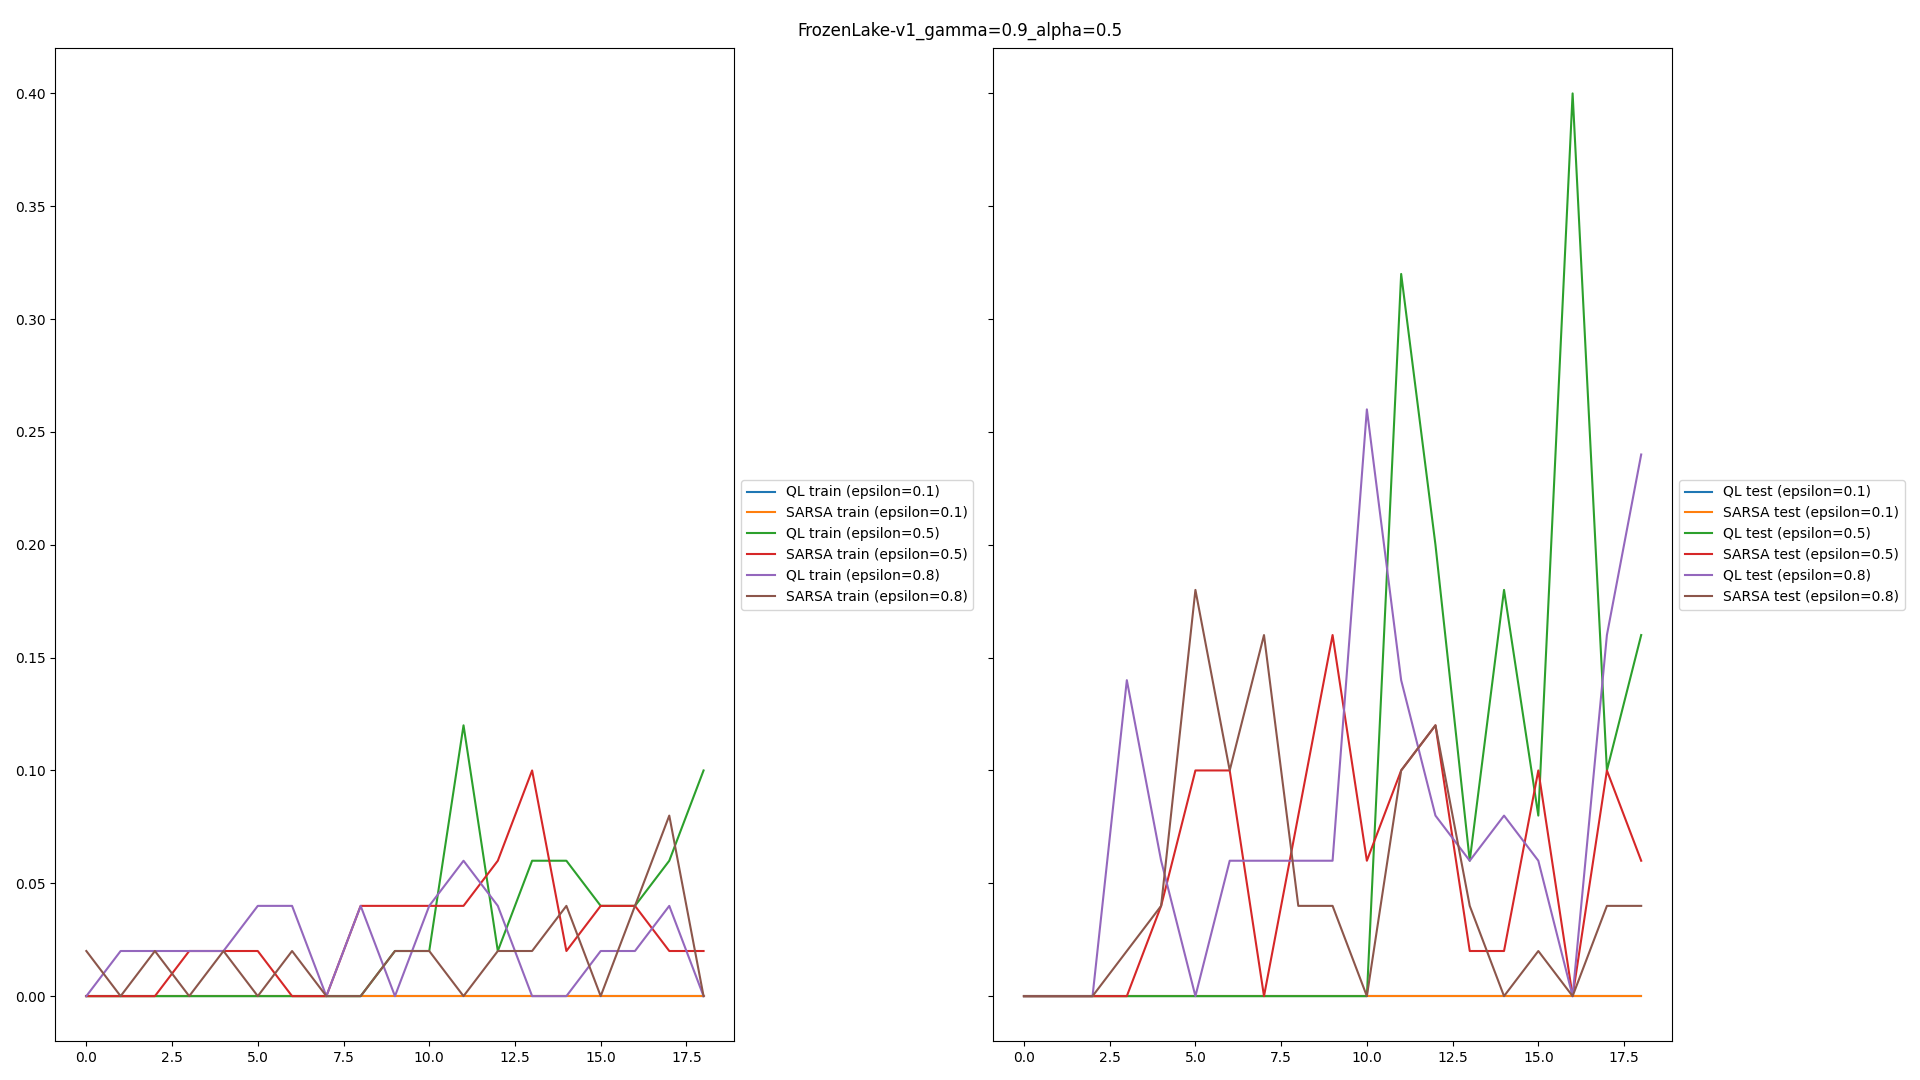 FrozenLake-v1_gamma=0.9_alpha=0.5
0.40
0.35
0.30
0.25
0.20
0.15
0.10
0.05
0.00
0.0 2.5 5.0 7.5 10.0 12.5 15.0 17.5
QL train (epsilon=0.1)
SARSA train (epsilon=0.1)
QL train (epsilon=0.5)
SARSA train (epsilon=0.5)
QL train (epsilon=0.8)
SARSA train (epsilon=0.8)
0.0 2.5 5.0 7.5 10.0 12.5 15.0 17.5
QL test (epsilon=0.1)
SARSA test (epsilon=0.1)
QL test (epsilon=0.5)
SARSA test (epsilon=0.5)
QL test (epsilon=0.8)
SARSA test (epsilon=0.8)